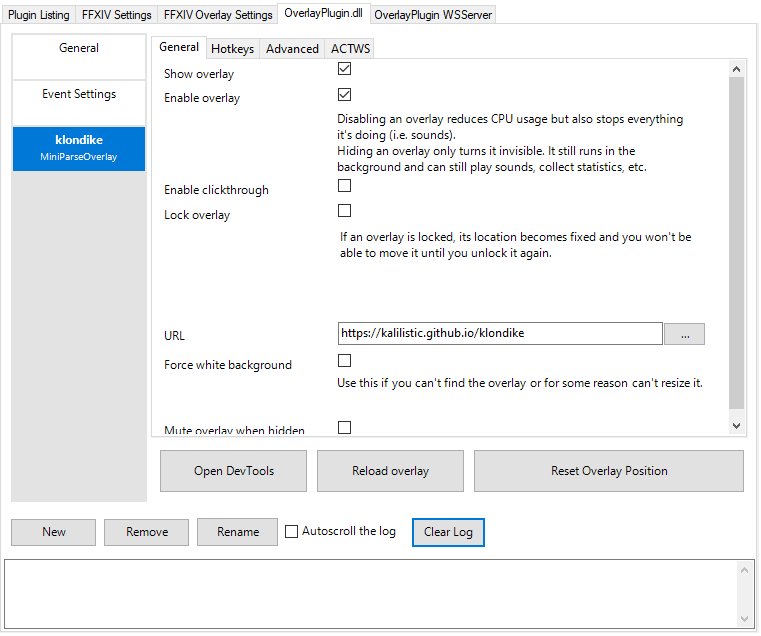 Plugin Listing FFXIV Settings FFXIV Overlay Settings OverlayPlugin.dll OverlayPlugin WSServer
General
Event Settings
klondike
MiniParseOverlay
General Hotkeys Advanced ACTWS
Show overlay
Enable overlay
Disabling an overlay reduces CPU usage but also stops everything
it's doing (i.e. sounds).
Hiding an overlay only turns it invisible. It still runs in the
background and can still play sounds, collect statistics, etc.
Enable clickthrough
Lock overlay
If an overlay is locked, its location becomes fixed and you won't be
able to move it until you unlock it again.
URL https://kalilistic.github.io/klondike ...
Force white background
Use this if you can't find the overlay or for some reason can't resize it.
Mute overlay when hidden
Open DevTools Reload overlay Reset Overlay Position
New Remove Rename Autoscroll the log Clear Log